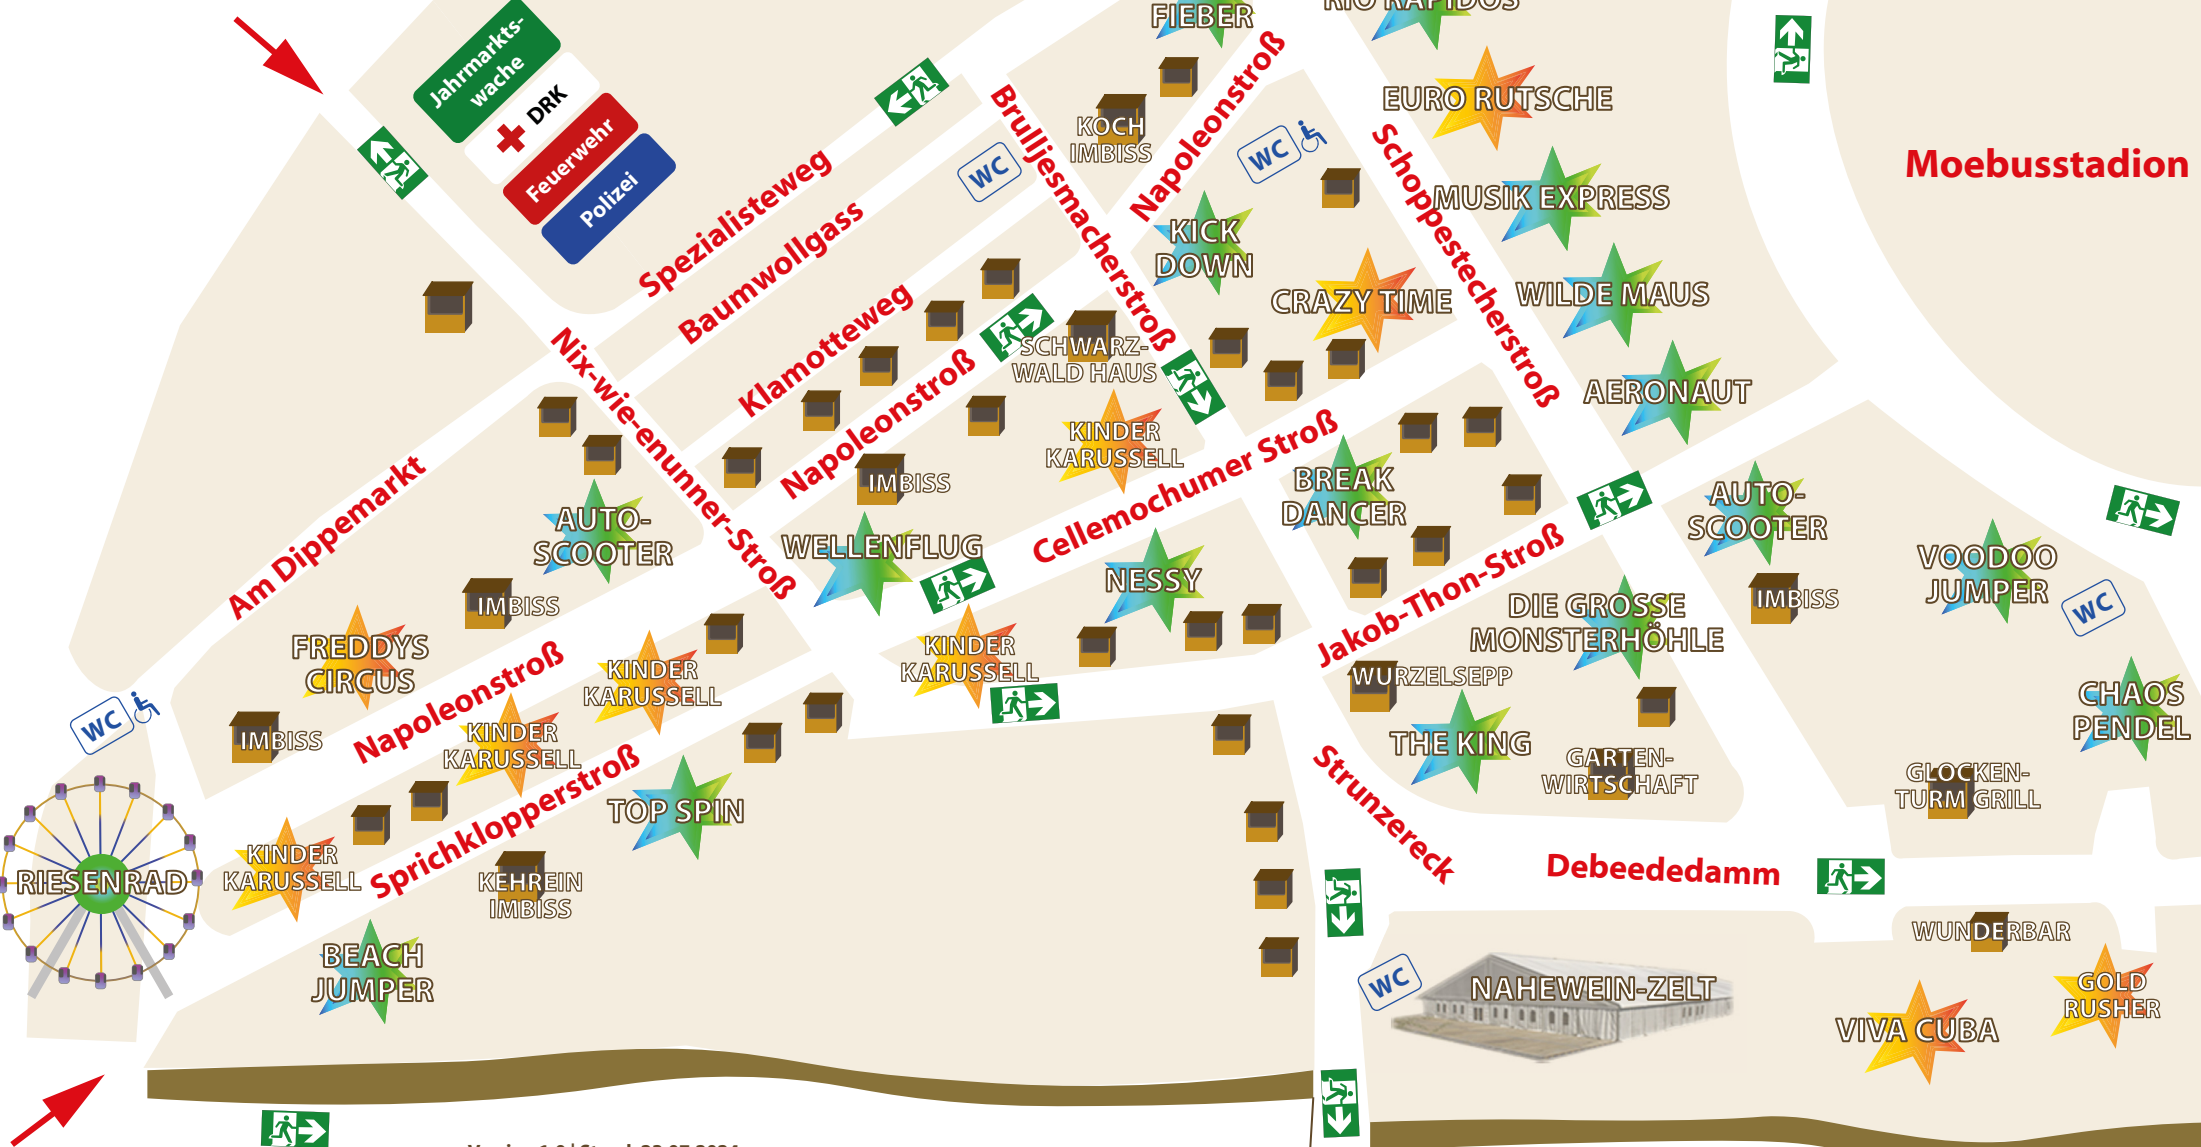 Jahrmarkts-
wache
DRK
Feuerwehr
Polizei
FIEBER
RIO RAPIDOS
EURO RUTSCHE
KOCH
IMBISS
Napoleonstroß
Brulljesmacherstroß
WC
WC
Schoppestecherstroß
MUSIK EXPRESS
Moebusstadion
Spezialisteweg
Baumwollgass
Klamotteweg
Napoleonstroß
Nix-wie-enunner-Stroß
KICK
DOWN
CRAZY TIME
WILDE MAUS
SCHWARZ-
WALD HAUS
AERONAUT
KINDER
KARUSSELL
Cellemochumer Stroß
IMBISS
BREAK
DANCER
AUTO-
SCOOTER
AUTO-
SCOOTER
WELLENFLUG
NESSY
Jakob-Thon-Stroß
VOODOO
JUMPER
WC
Am Dippemarkt
IMBISS
IMBISS
DIE GROSSE
MONSTERHÖHLE
FREDDYS
CIRCUS
KINDER
KARUSSELL
KINDER
KARUSSELL
WURZELSEPP
CHAOS
PENDEL
WC
IMBISS
Napoleonstroß
KINDER
KARUSSELL
THE KING
GARTEN-
WIRTSCHAFT
GLOCKEN-
TURM GRILL
Sprichklopperstroß
TOP SPIN
Strunzereck
Debeededamm
RIESENRAD
KINDER
KARUSSELL
KEHREIN
IMBISS
WUNDERBAR
BEACH
JUMPER
WC
NAHEWEIN-ZELT
GOLD
RUSHER
VIVA CUBA